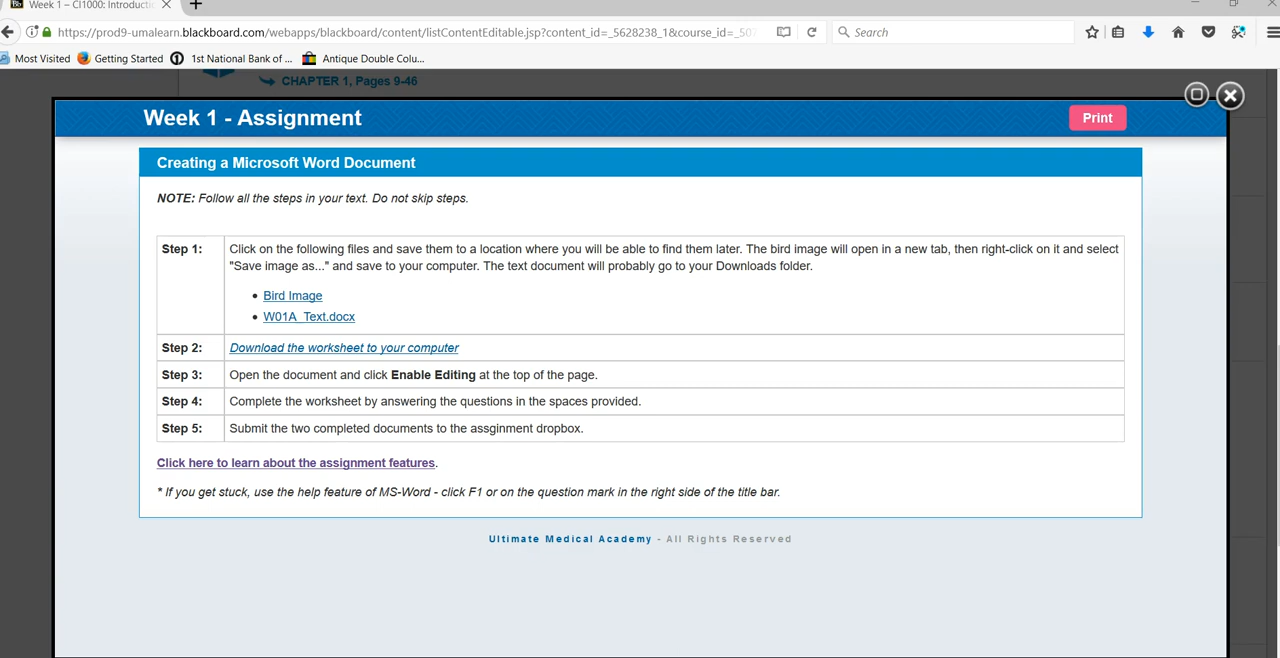 Week 1 – CI1000: Introducti
https://prod9-umalearn.blackboard.com/webapps/blackboard/content/listContentEditable.jsp?content_id=_5628238_1&course_id=_507
Search
Most Visited Getting Started 1st National Bank of ... Antique Double Colu...
CHAPTER 1, Pages 9-46
Week 1 - Assignment
Print
Creating a Microsoft Word Document
NOTE: Follow all the steps in your text. Do not skip steps.
Step 1: Click on the following files and save them to a location where you will be able to find them later. The bird image will open in a new tab, then right-click on it and select
"Save image as..." and save to your computer. The text document will probably go to your Downloads folder.
• Bird Image
• W01A_Text.docx
Step 2: Download the worksheet to your computer
Step 3: Open the document and click Enable Editing at the top of the page.
Step 4: Complete the worksheet by answering the questions in the spaces provided.
Step 5: Submit the two completed documents to the assginment dropbox.
Click here to learn about the assignment features.
* If you get stuck, use the help feature of MS-Word - click F1 or on the question mark in the right side of the title bar.
Ultimate Medical Academy - All Rights Reserved